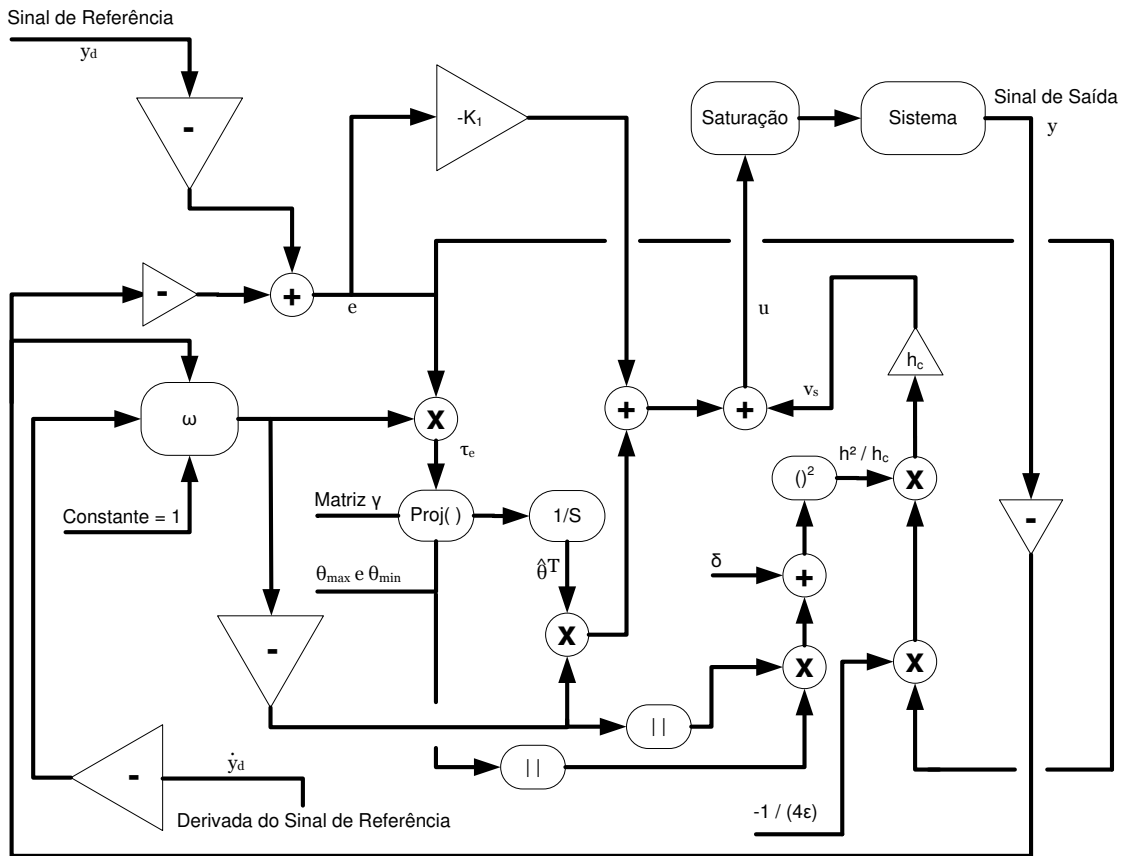 Sinal de Referência
yd
-
-K1
Saturação
Sistema
Sinal de Saída
y
-
+
e
u
hc
vs
ω
X
+
+
τe
h² / hc
()²
X
Matriz γ
Proj( )
1/S
Constante = 1
-
δ
+
θmax e θmin
θ̂T
-
X
X
X
| |
| |
ẏd
-
-1 / (4ε)
Derivada do Sinal de Referência